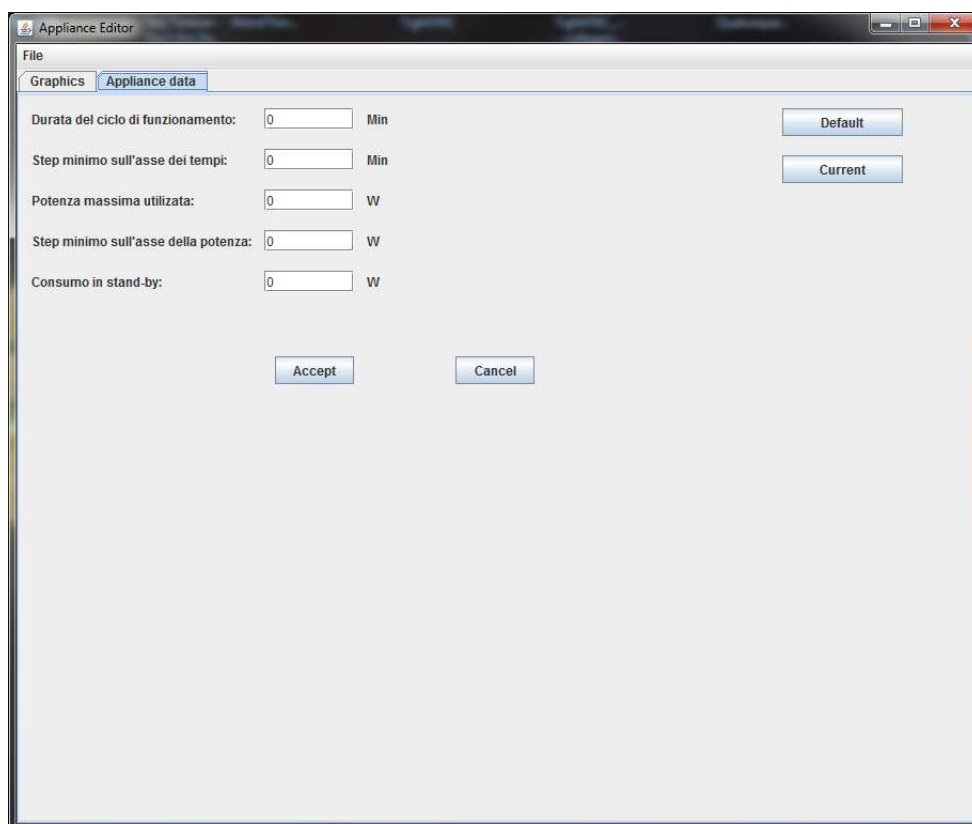 Appliance Editor
File
Graphics Appliance data
Durata del ciclo di funzionamento: 0 Min Default
Step minimo sull'asse dei tempi: 0 Min Current
Potenza massima utilizata: 0 W
Step minimo sull'asse della potenza: 0 W
Consumo in stand-by: 0 W
Accept Cancel